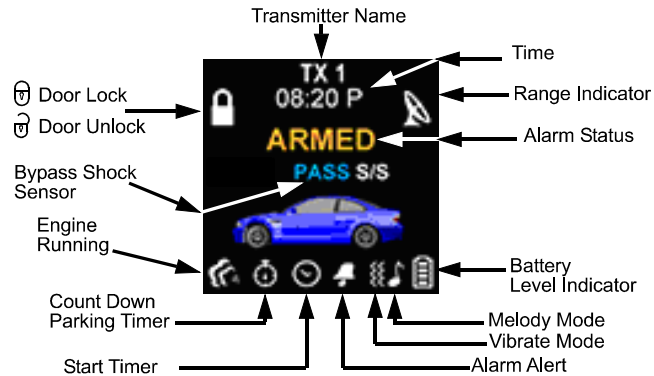 Transmitter Name
TX 1
08:20 P
ARMED
PASS S/S
Time
Range Indicator
Alarm Status
Door Lock
Door Unlock
Bypass Shock
Sensor
Engine
Running
Count Down
Parking Timer
Start Timer
Battery
Level Indicator
Melody Mode
Vibrate Mode
Alarm Alert